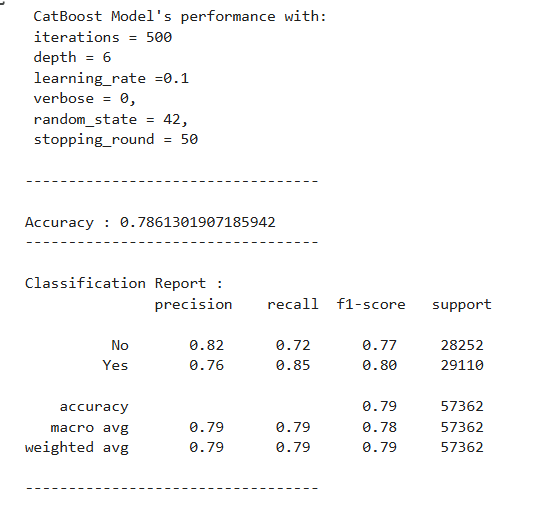 CatBoost Model's performance with:
iterations = 500
depth = 6
learning_rate =0.1
verbose = 0,
random_state = 42,
stopping_round = 50
----------------------------------
Accuracy : 0.7861301907185942
----------------------------------
Classification Report :
precision recall f1-score support
No 0.82 0.72 0.77 28252
Yes 0.76 0.85 0.80 29110
accuracy 0.79 57362
macro avg 0.79 0.79 0.78 57362
weighted avg 0.79 0.79 0.79 57362
----------------------------------